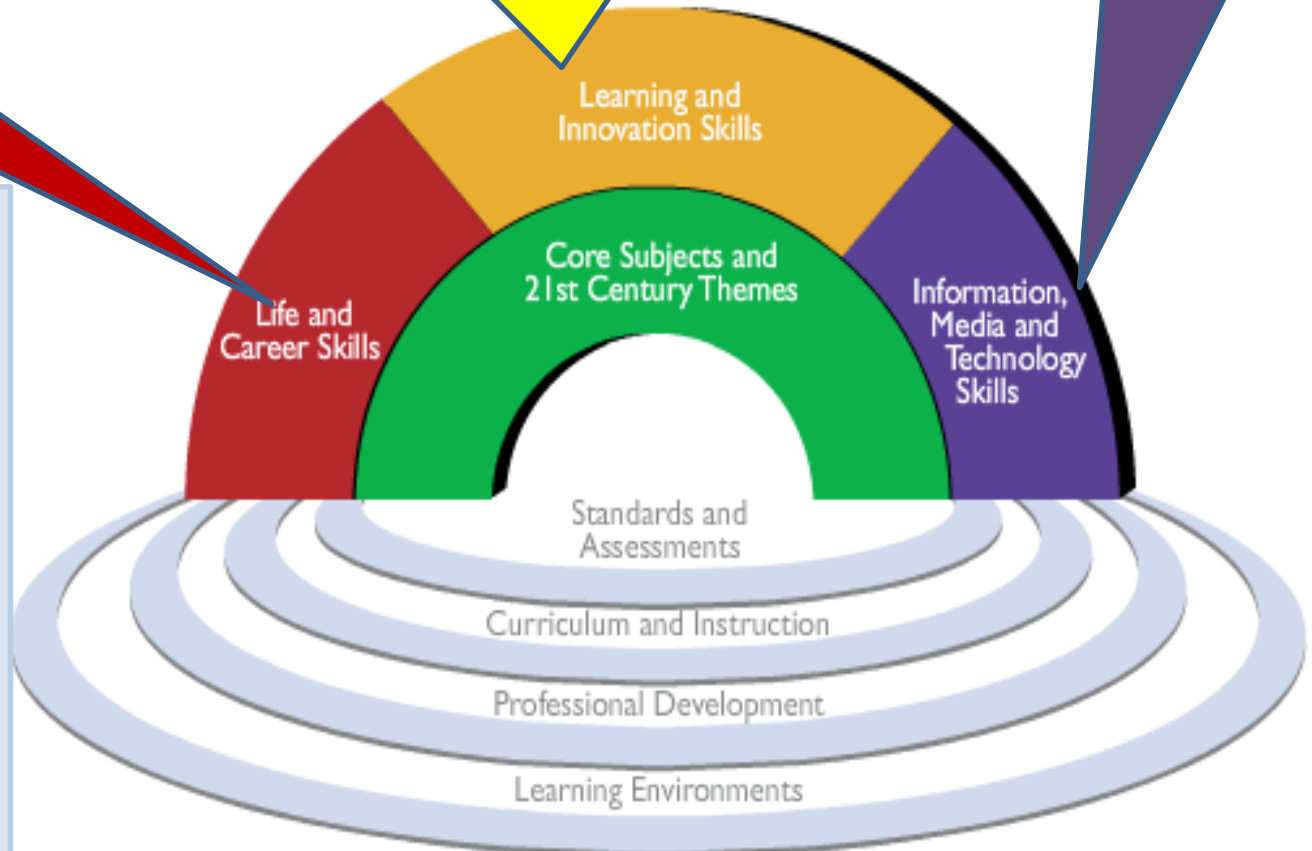 Learning and
Innovation Skills
Core Subjects and
21st Century Themes
Life and
Career Skills
Information,
Media and
Technology
Skills
Standards and
Assessments
Curriculum and Instruction
Professional Development
Learning Environments